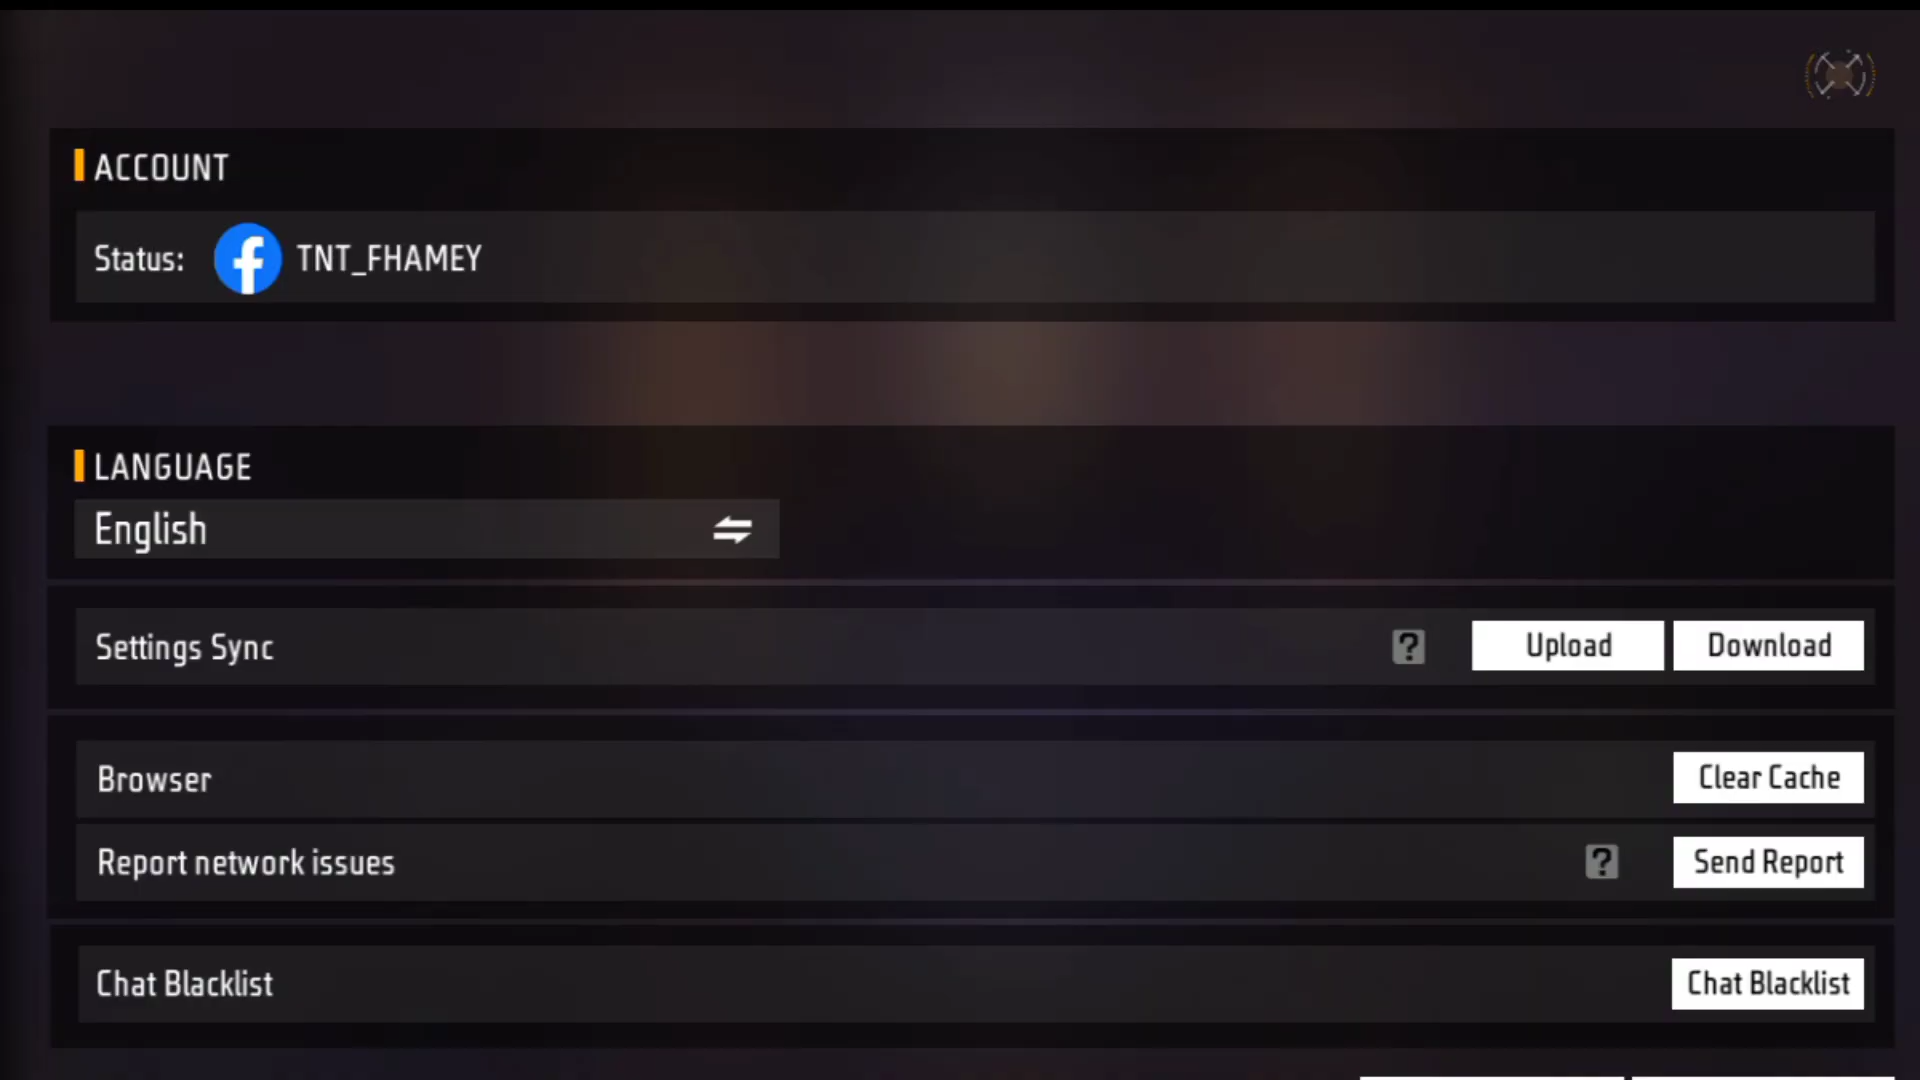 ACCOUNT
Status: TNT_FHAMEY
LANGUAGE
English
Settings Sync ? Upload Download
Browser Clear Cache
Report network issues ? Send Report
Chat Blacklist Chat Blacklist